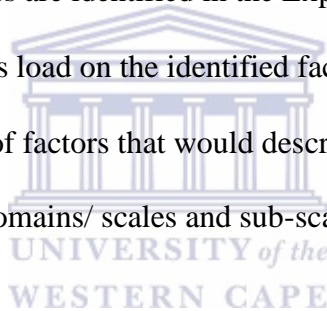 s are identified in the Exp
s load on the identified fac
of factors that would descr
omains/ scales and sub-sca
UNIVERSITY of the
WESTERN CAPE